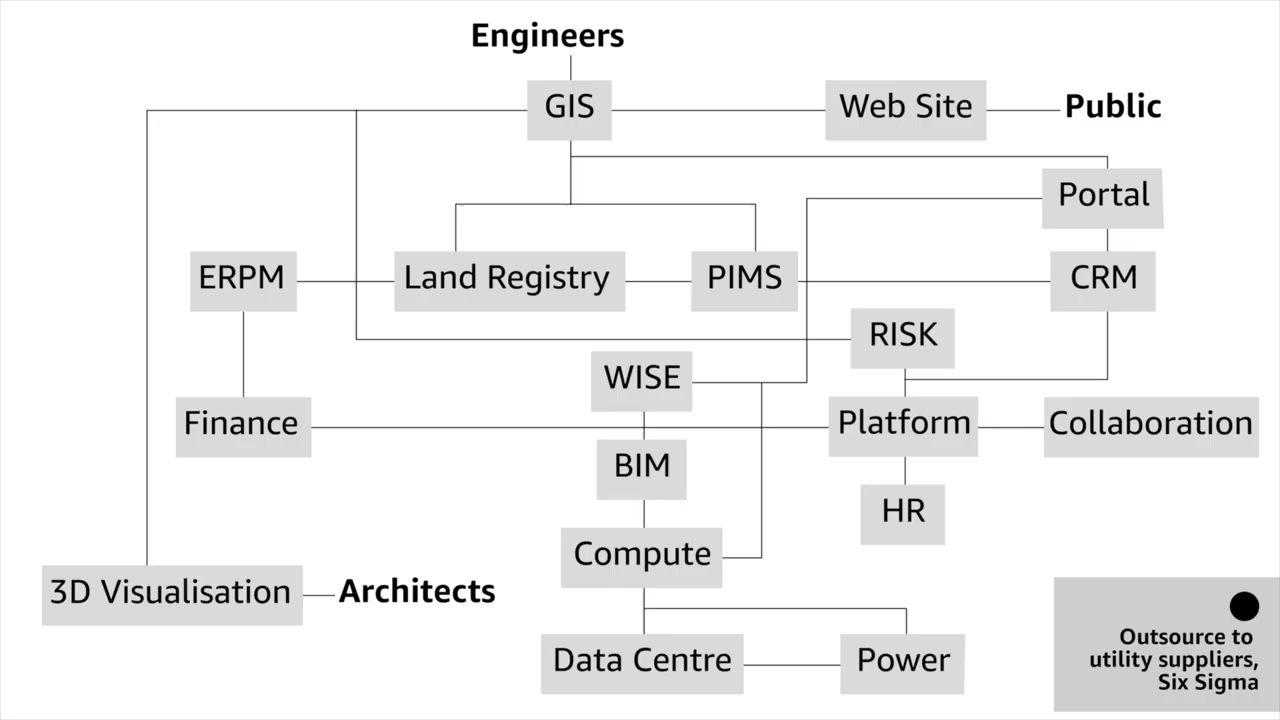 Engineers
GIS
Web Site
Public
Portal
ERPM
Land Registry
PIMS
CRM
RISK
WISE
Finance
Platform
Collaboration
BIM
HR
Compute
3D Visualisation
Architects
Data Centre
Power
Outsource to
utility suppliers,
Six Sigma